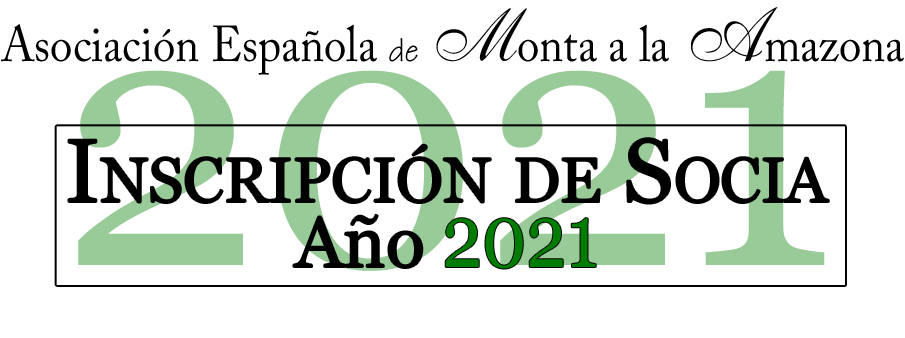 Asociación Española de Monta a la Amazona
2021
Inscripción de Socia
Año 2021